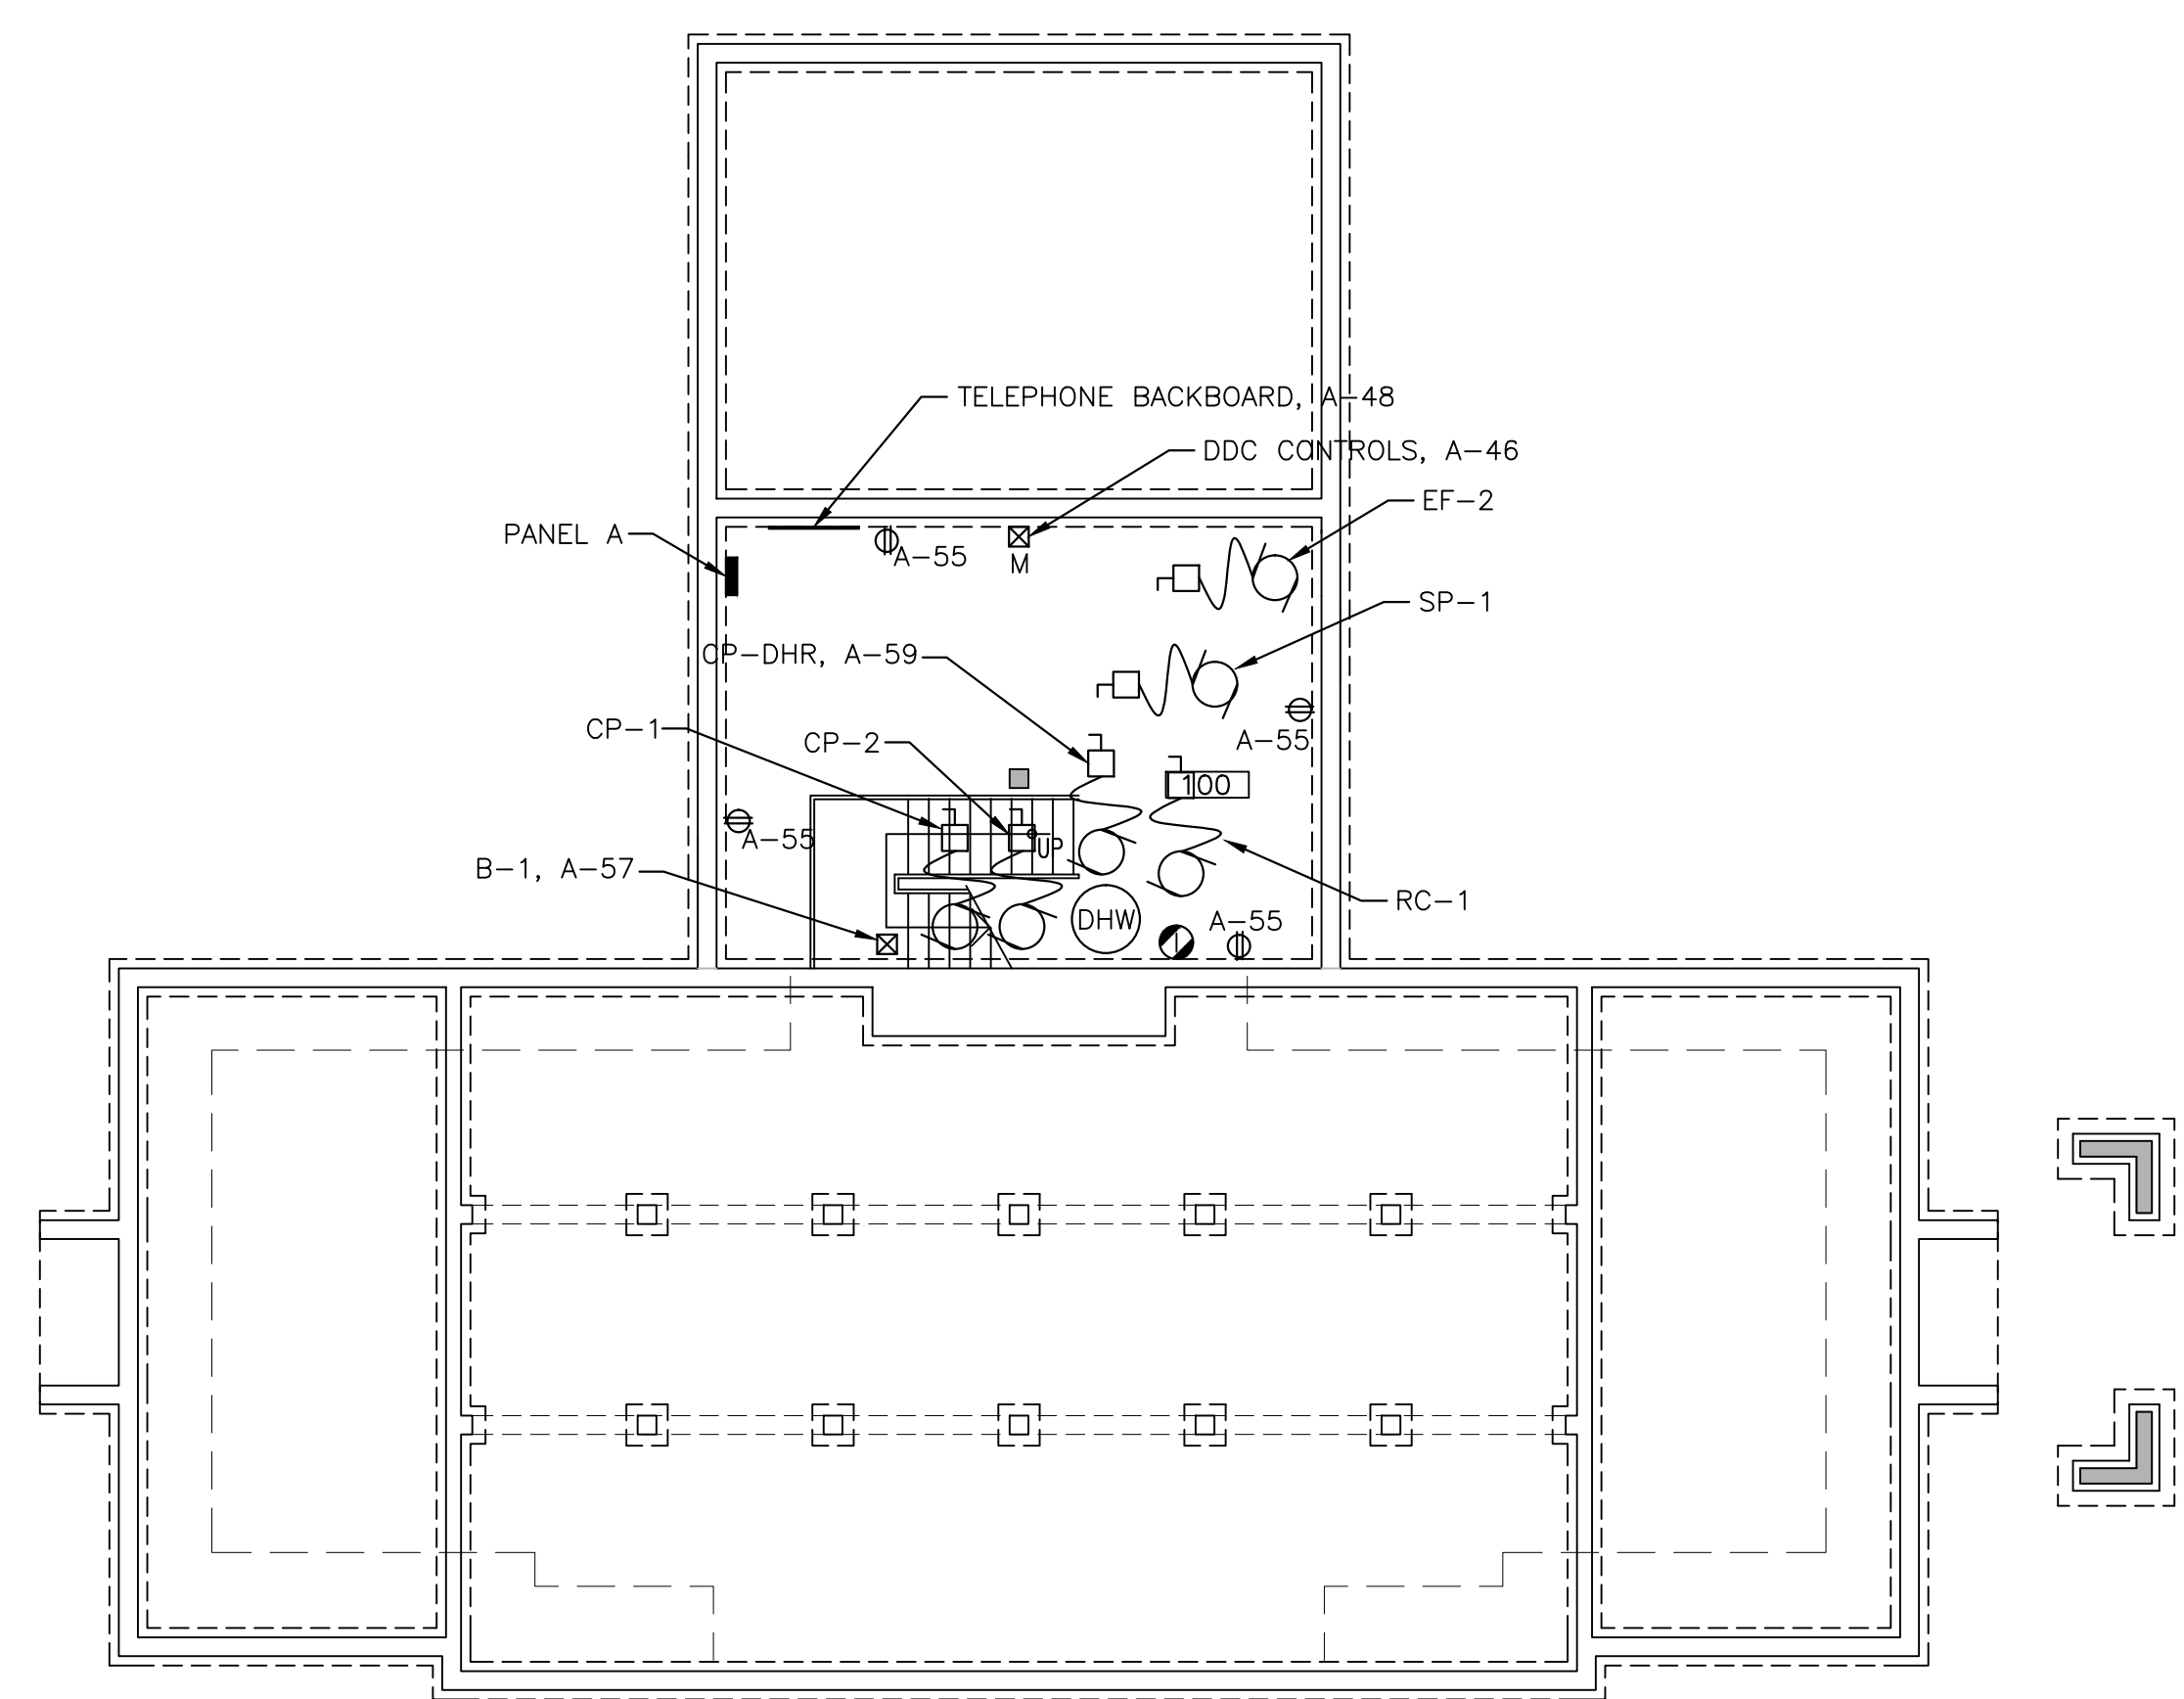 TELEPHONE BACKBOARD, A-48
DDC CONTROLS, A-46
EF-2
PANEL A
A-55
M
SP-1
CP-DHR, A-59
CP-1
CP-2
A-55
100
A-55
UP
B-1, A-57
RC-1
DHW
A-55